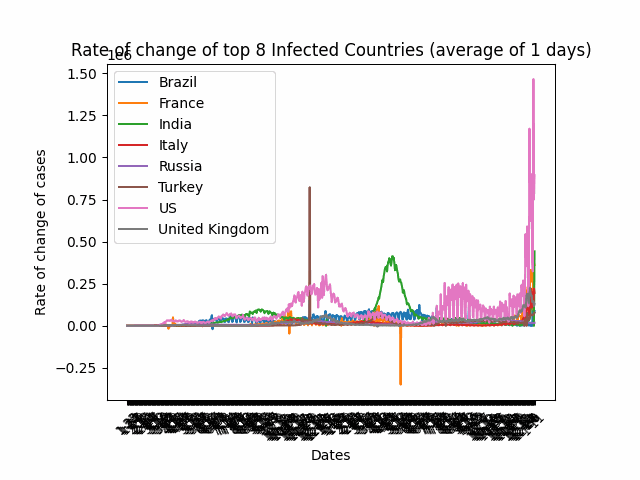 Rate of change of top 8 Infected Countries (average of 1 days)
1e6
1.50
1.25
1.00
0.75
0.50
0.25
0.00
−0.25
Rate of change of cases
Brazil
France
India
Italy
Russia
Turkey
US
United Kingdom
Dates